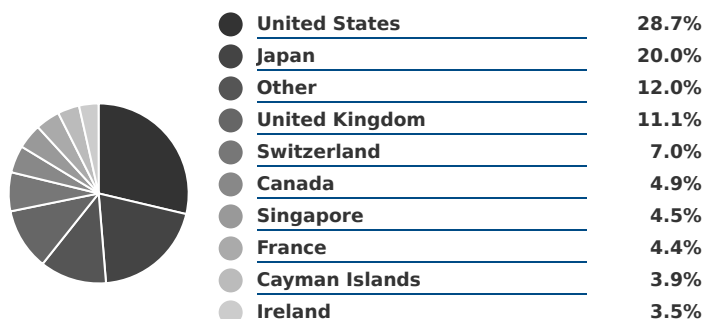 United States 28.7%
Japan 20.0%
Other 12.0%
United Kingdom 11.1%
Switzerland 7.0%
Canada 4.9%
Singapore 4.5%
France 4.4%
Cayman Islands 3.9%
Ireland 3.5%